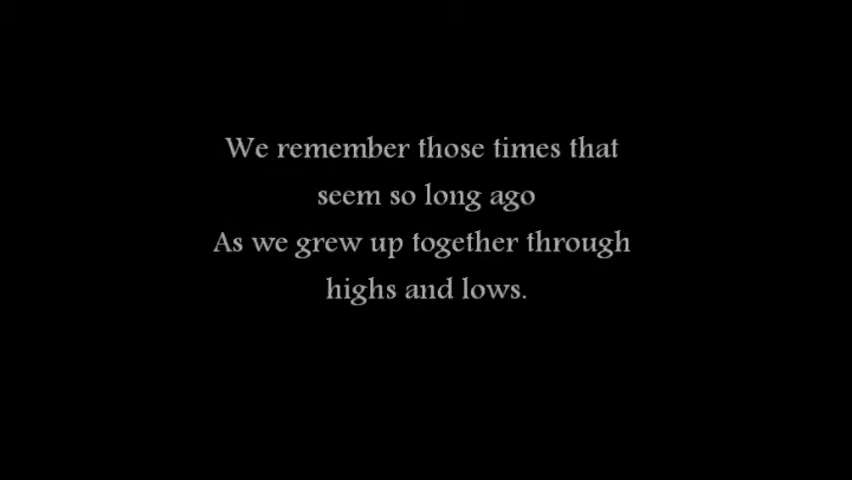 We remember those times that
seem so long ago
As we grew up together through
highs and lows.